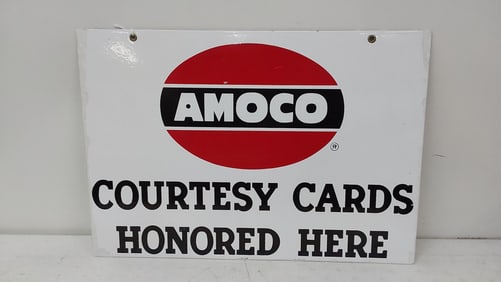 AMOCO
®
COURTESY CARDS
HONORED HERE